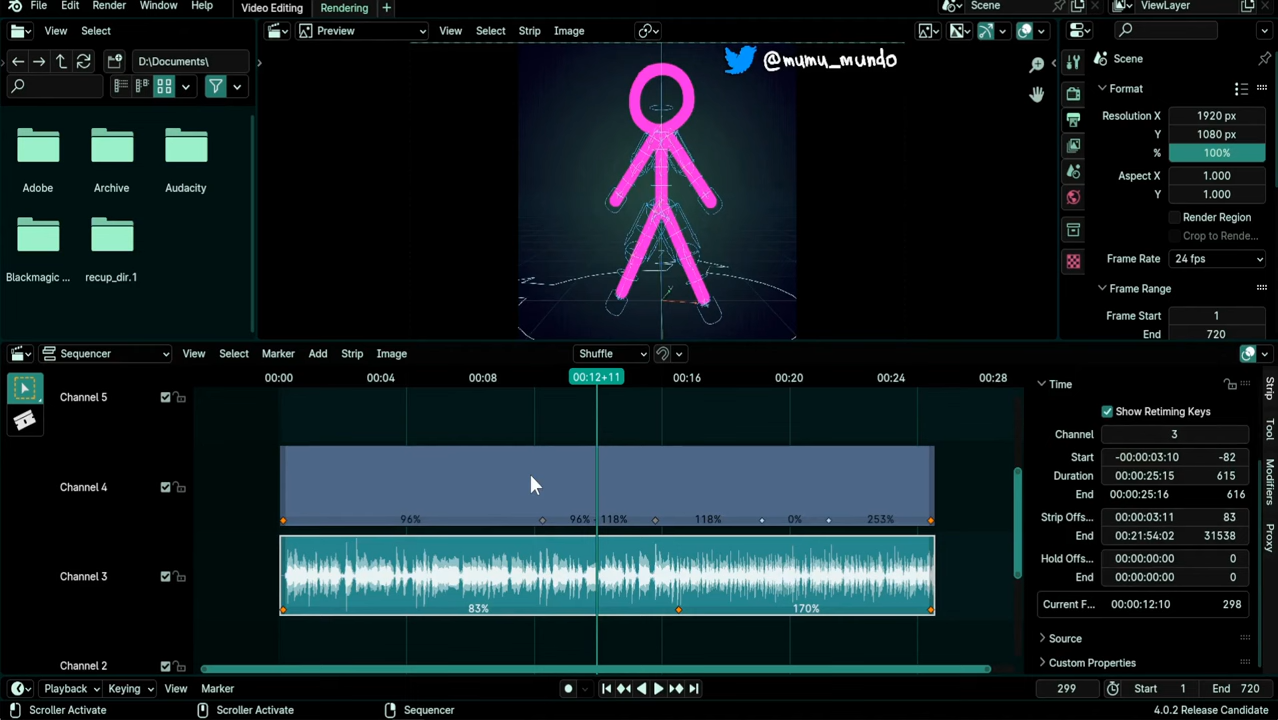 File Edit Render Window Help Video Editing Rendering + Scene ViewLayer
View Select Preview View Select Strip Image
D:\Documents\ @mumu_mundo Scene
Format
Resolution X 1920 px
Y 1080 px
% 100%
Aspect X 1.000
Y 1.000
Render Region
Crop to Rende...
Frame Rate 24 fps
Frame Range
Frame Start 1
End 720
Adobe Archive Audacity
Blackmagic ... recup_dir.1
Sequencer View Select Marker Add Strip Image Shuffle
00:00 00:04 00:08 00:12+11 00:16 00:20 00:24 00:28
Channel 5
Channel 4
96% 96% 118% 118% 0% 253%
Channel 3
83% 170%
Channel 2
Time
Show Retiming Keys
Channel 3
Start -00:00:03:10 -82
Duration 00:00:25:15 615
End 00:00:25:16 616
Strip Offs... 00:00:03:11 83
End 00:21:54:02 31538
Hold Offs... 00:00:00:00 0
End 00:00:00:00 0
Current F... 00:00:12:10 298
Source
Custom Properties
Strip
Tool
Modifiers
Proxy
Playback Keying View Marker 299 Start 1 End 720
Scroller Activate Scroller Activate Sequencer 4.0.2 Release Candidate